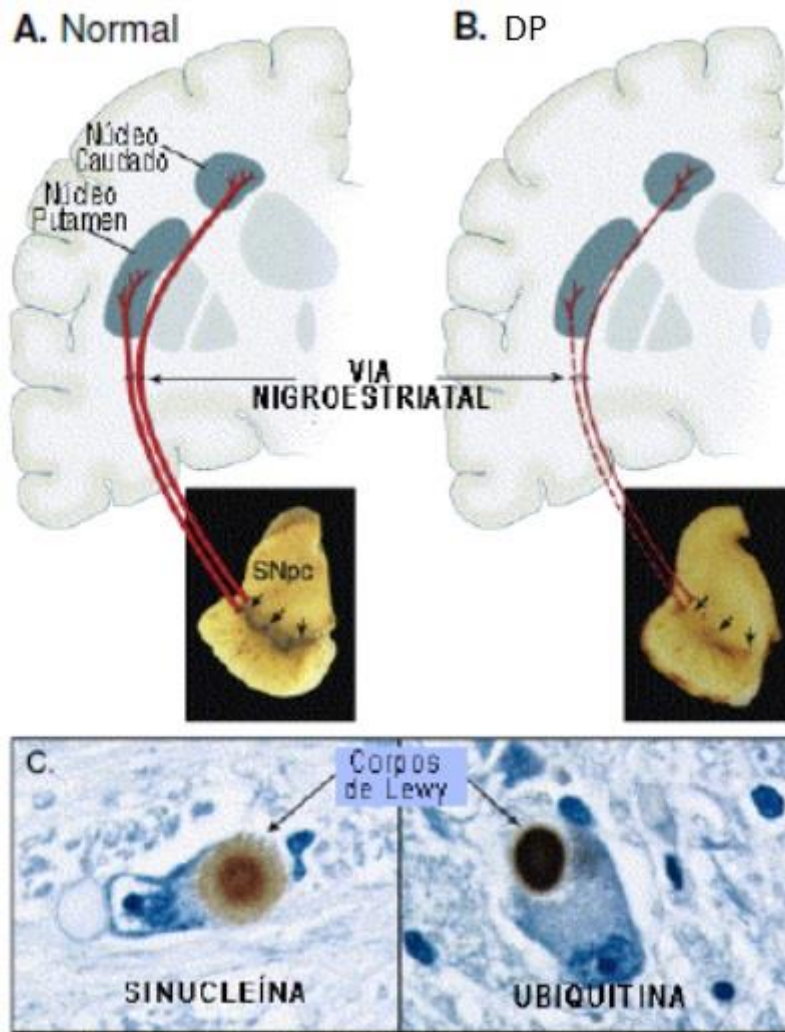 A. Normal
B. DP
Núcleo
Caudado
Núcleo
Putamen
VIA
NIGROESTRIATAL
SNpc
C.
Corpos
de Lewy
SINUCLEÍNA
UBIQUITINA